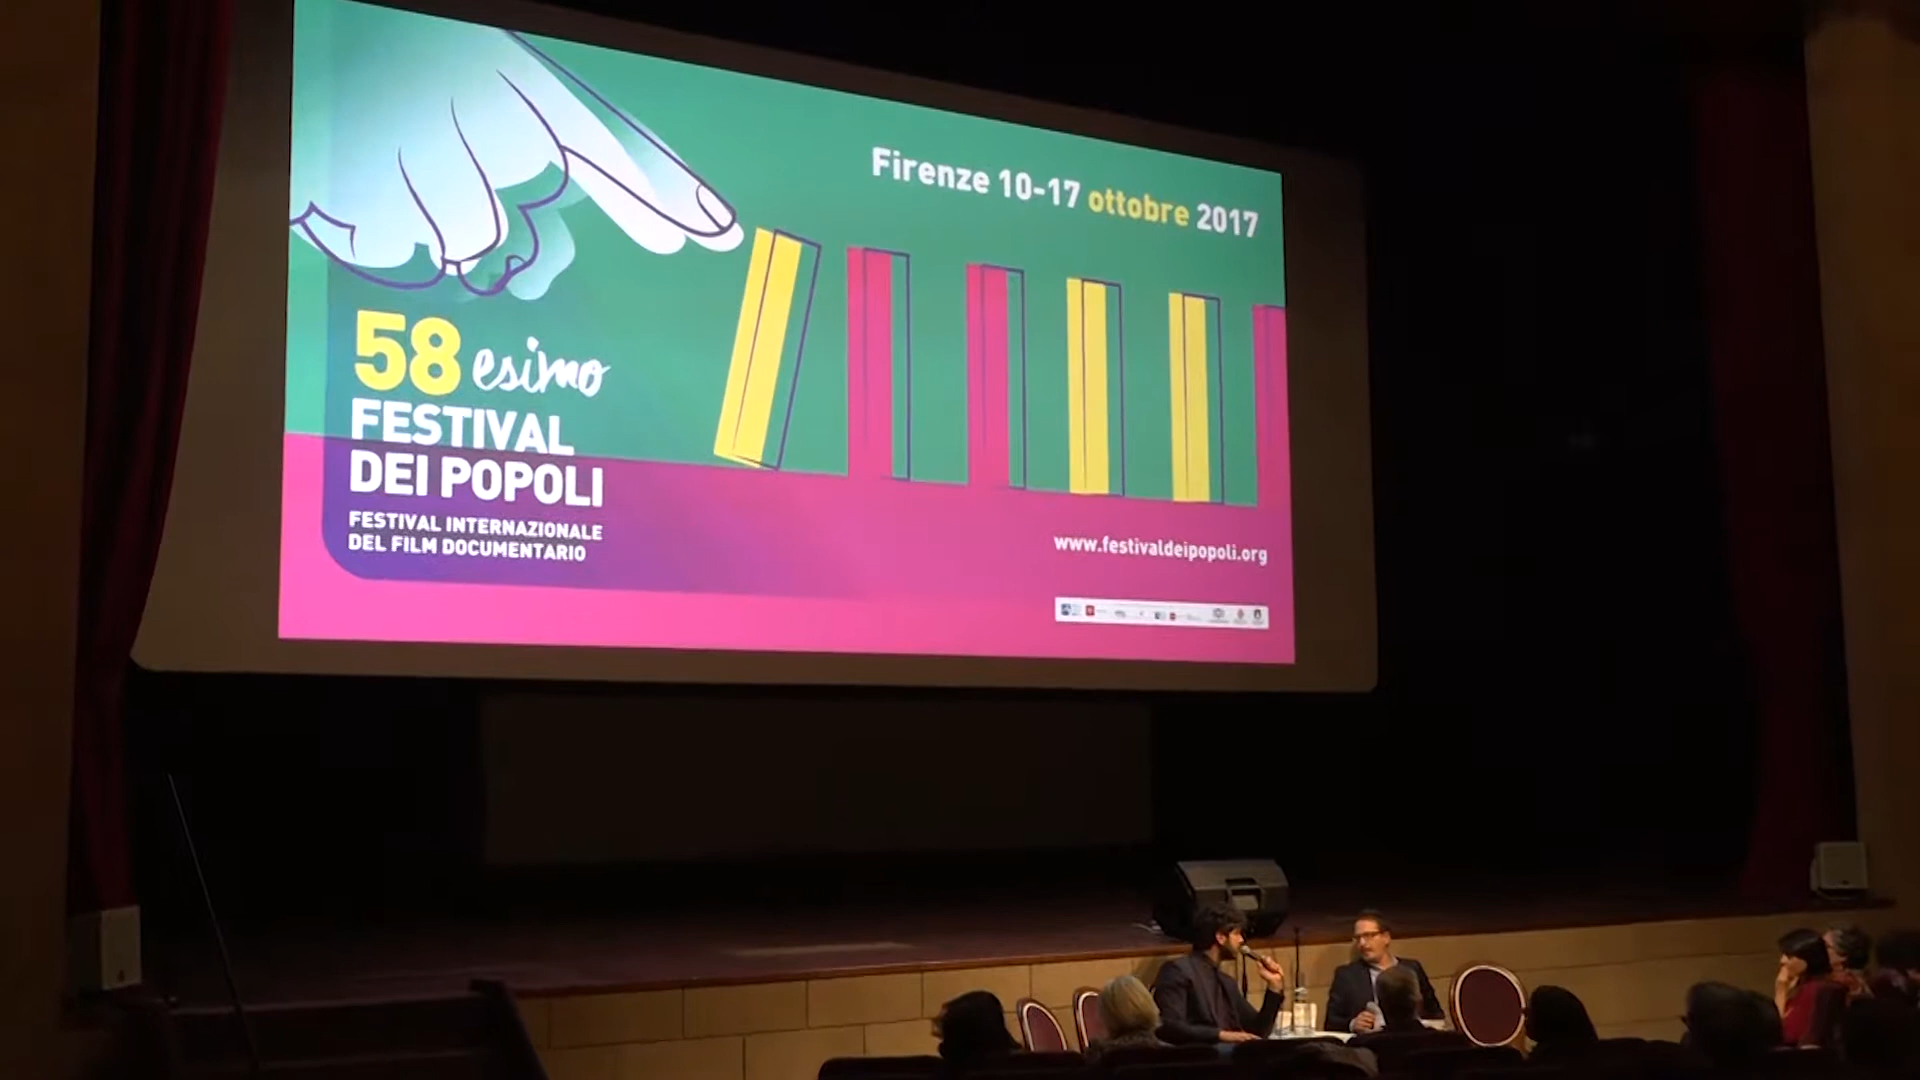 Firenze 10-17 ottobre 2017
58 esimo
FESTIVAL
DEI POPOLI
FESTIVAL INTERNAZIONALE
DEL FILM DOCUMENTARIO
www.festivaldeipopoli.org